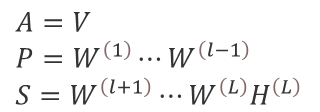 A = V
P = W^{(1)} ⋯ W^{(l−1)}
S = W^{(l+1)} ⋯ W^{(L)} H^{(L)}